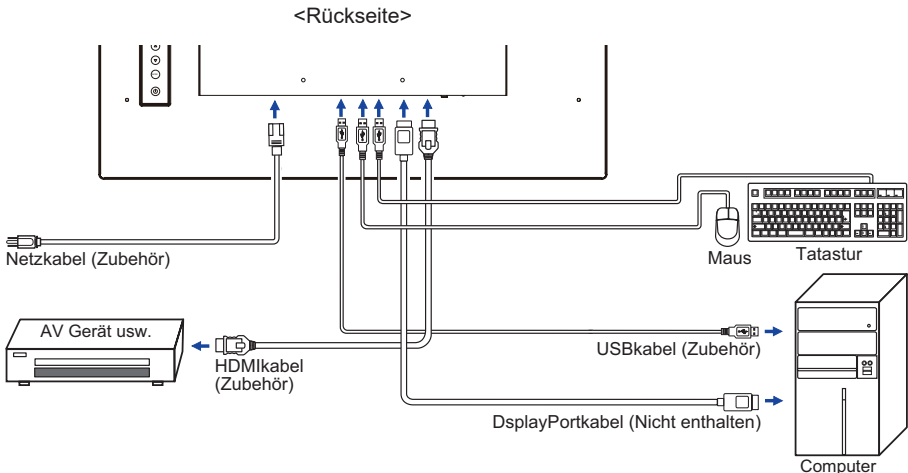 <Rückseite>
Netzkabel (Zubehör)
Maus
Tatastur
AV Gerät usw.
HDMIkabel
(Zubehör)
USBkabel (Zubehör)
DsplayPortkabel (Nicht enthalten)
Computer